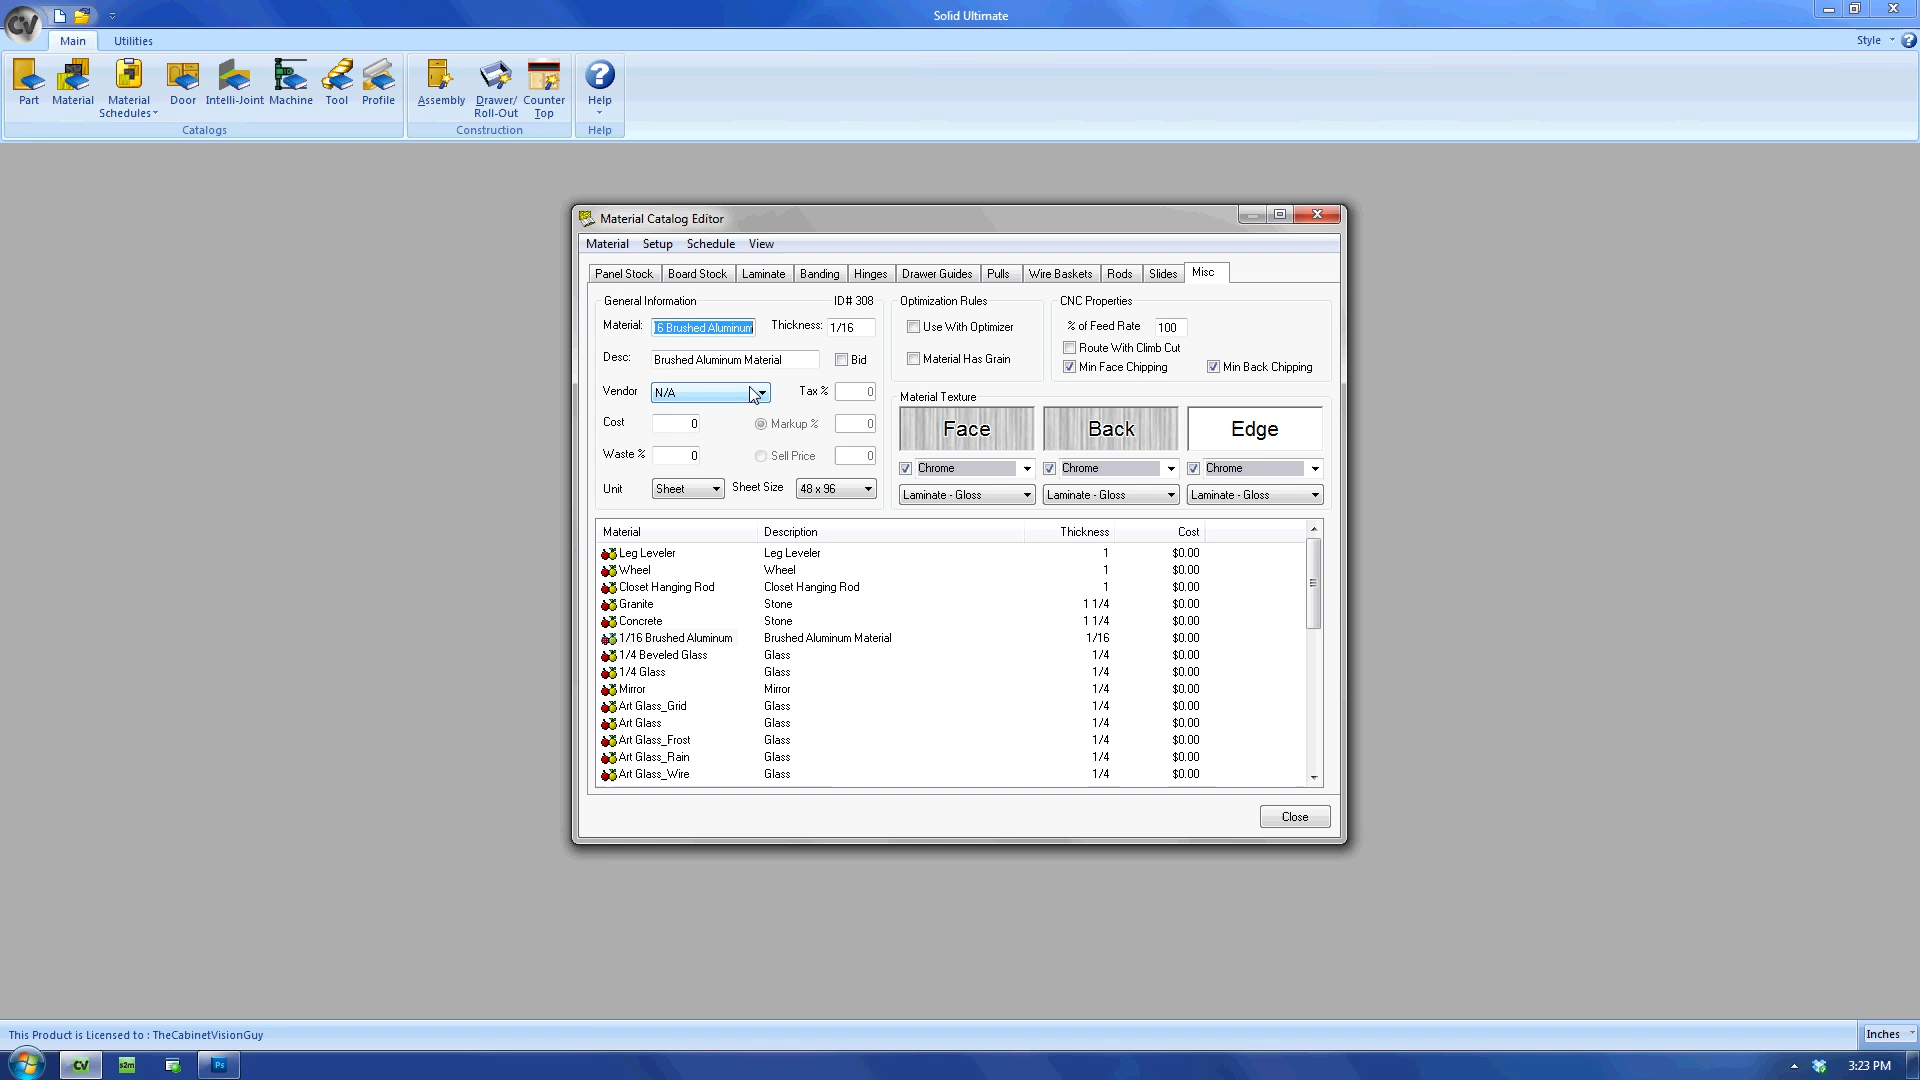 Solid Ultimate
Main Utilities Style
Part Material Material Schedules Door Intelli-Joint Machine Tool Profile Assembly Drawer/ Roll-Out Counter Top Help
Catalogs Construction Help
Material Catalog Editor
Material Setup Schedule View
Panel Stock Board Stock Laminate Banding Hinges Drawer Guides Pulls Wire Baskets Rods Slides Misc
General Information ID# 308
Material: 6 Brushed Aluminum Thickness: 1/16
Desc: Brushed Aluminum Material Bid
Vendor N/A Tax % 0
Cost 0 Markup % 0
Waste % 0 Sell Price 0
Unit Sheet Sheet Size 48 x 96
Optimization Rules
Use With Optimizer
Material Has Grain
CNC Properties
% of Feed Rate 100
Route With Climb Cut
Min Face Chipping Min Back Chipping
Material Texture
Face Back Edge
Chrome Chrome Chrome
Laminate - Gloss Laminate - Gloss Laminate - Gloss
Material Description Thickness Cost
Leg Leveler Leg Leveler 1 $0.00
Wheel Wheel 1 $0.00
Closet Hanging Rod Closet Hanging Rod 1 $0.00
Granite Stone 1 1/4 $0.00
Concrete Stone 1 1/4 $0.00
1/16 Brushed Aluminum Brushed Aluminum Material 1/16 $0.00
1/4 Beveled Glass Glass 1/4 $0.00
1/4 Glass Glass 1/4 $0.00
Mirror Mirror 1/4 $0.00
Art Glass_Grid Glass 1/4 $0.00
Art Glass Glass 1/4 $0.00
Art Glass_Frost Glass 1/4 $0.00
Art Glass_Rain Glass 1/4 $0.00
Art Glass_Wire Glass 1/4 $0.00
Close
This Product is Licensed to : TheCabinetVisionGuy Inches
CV s2m Ps 3:23 PM